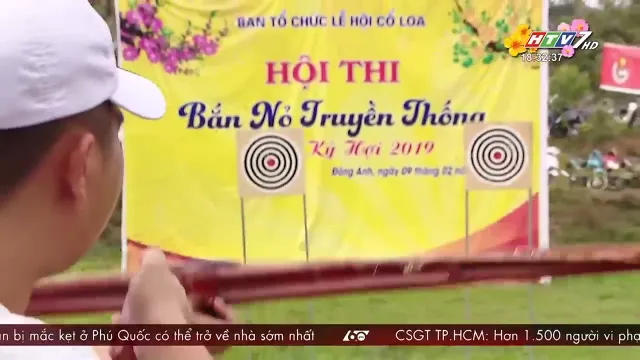 BAN TỔ CHỨC LỄ HỘI CỔ LOA
HTV7 HD
18:32:37
HỘI THI
Bắn Nỏ Truyền Thống
Kỷ Hợi 2019
Đông Anh, ngày 09 tháng 02
bị mắc kẹt ở Phú Quốc có thể trở về nhà sớm nhất
60
CSGT TP.HCM: Hơn 1.500 người vi